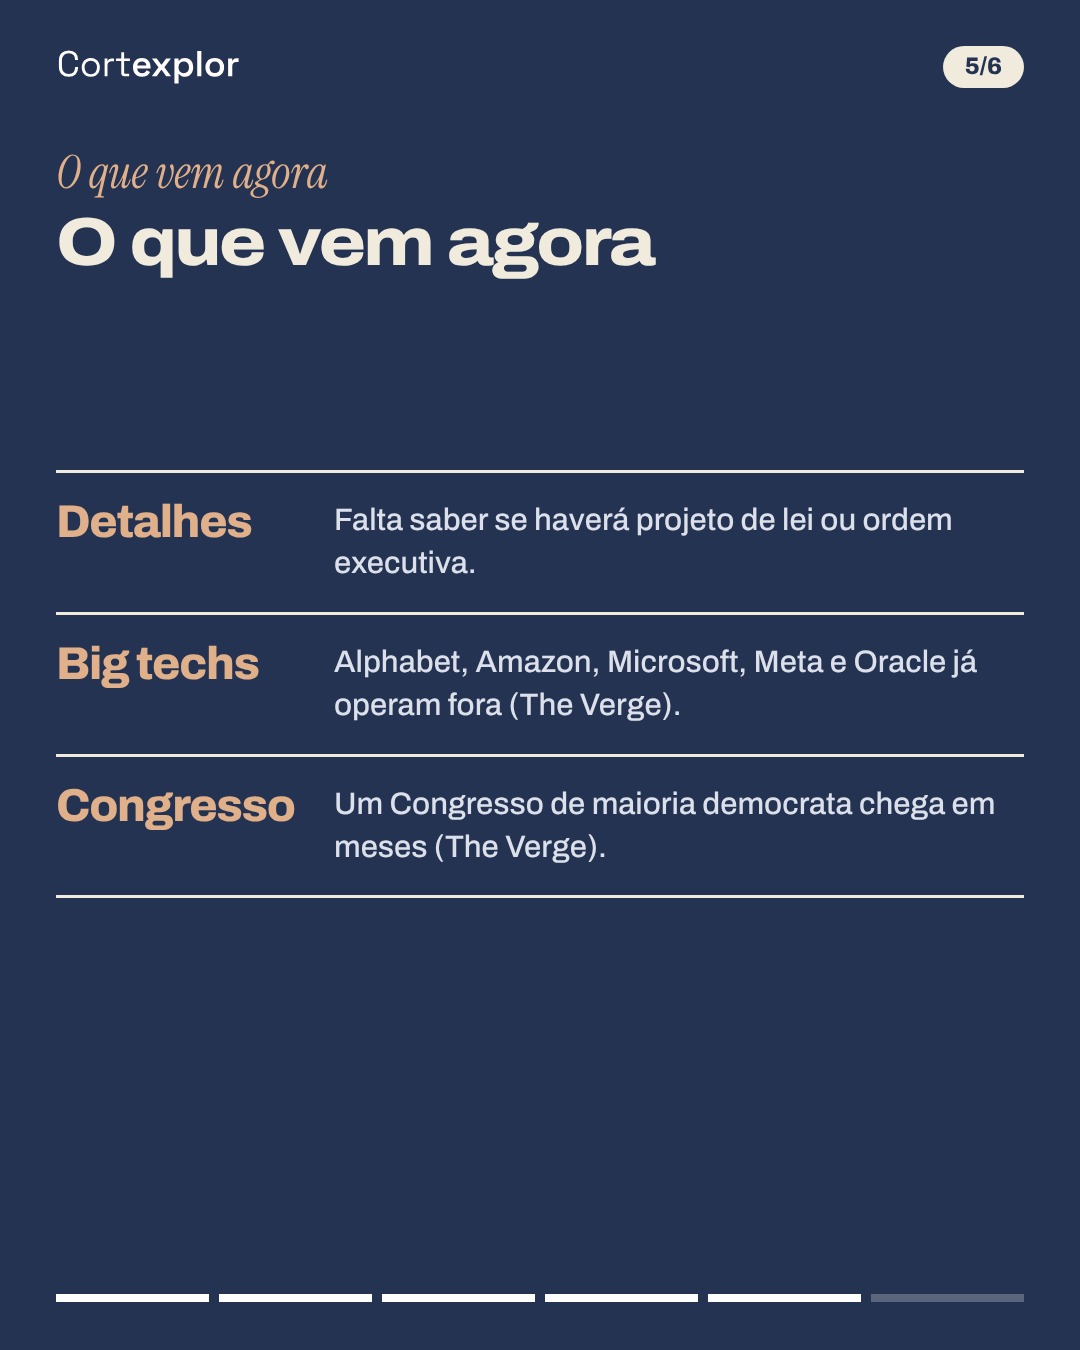 Cortexplor
5/6
O que vem agora
O que vem agora
Detalhes
Falta saber se haverá projeto de lei ou ordem
executiva.
Big techs
Alphabet, Amazon, Microsoft, Meta e Oracle já
operam fora (The Verge).
Congresso
Um Congresso de maioria democrata chega em
meses (The Verge).